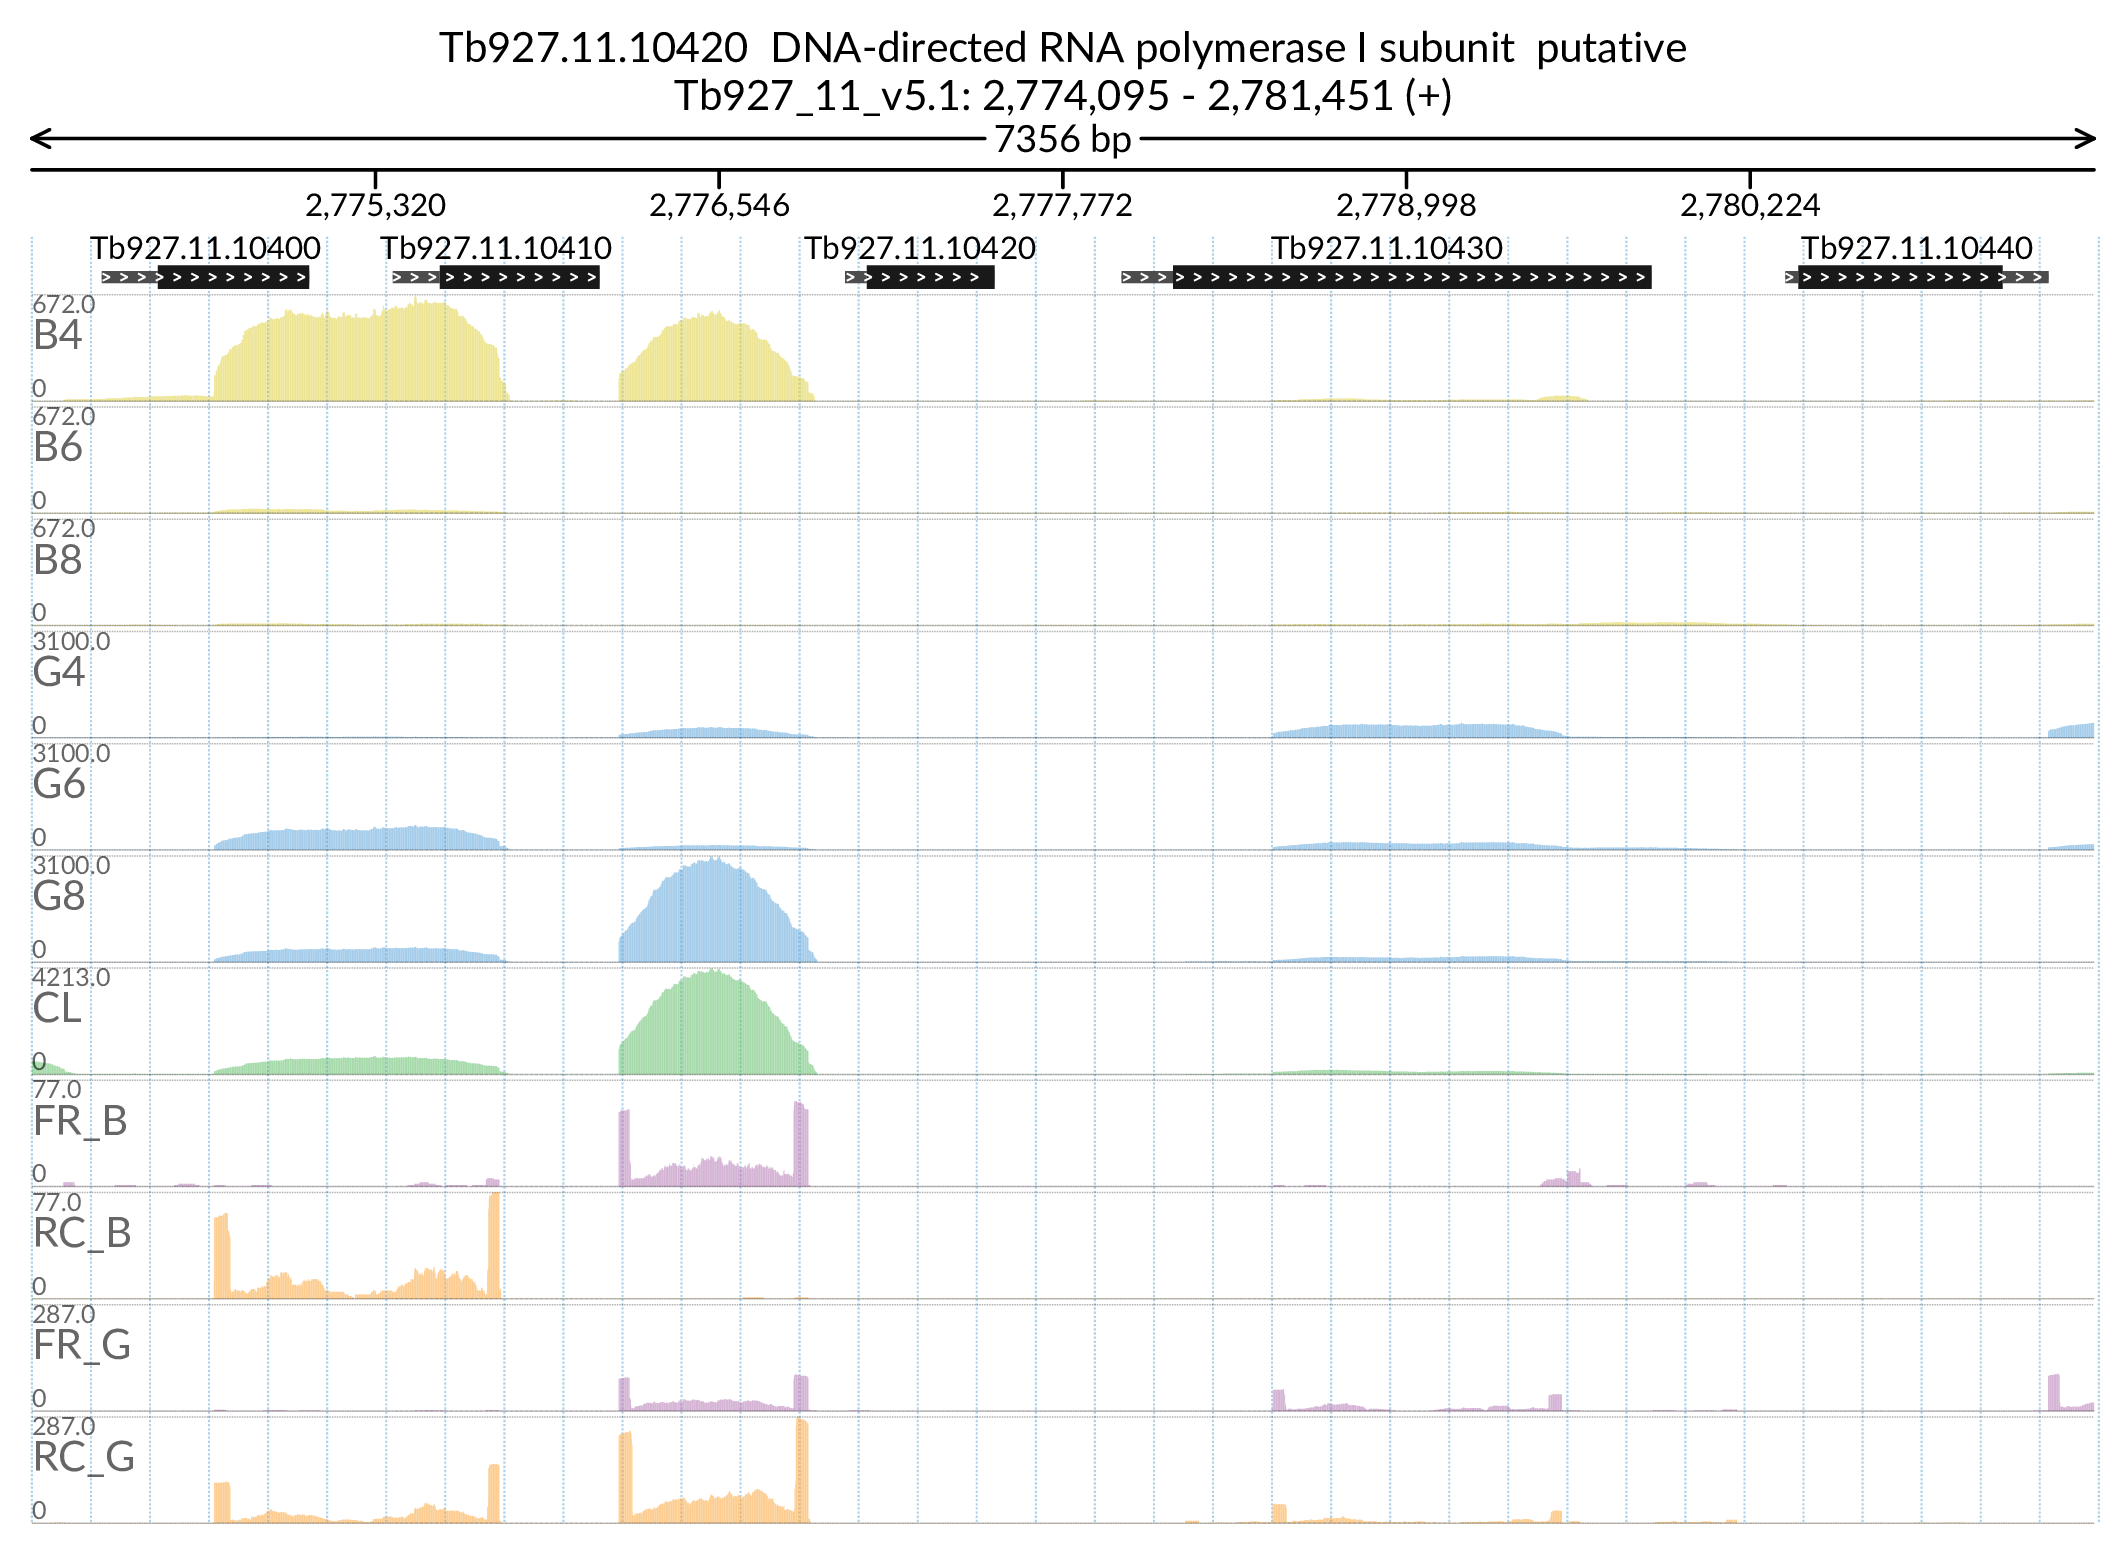 Tb927.11.10420  DNA-directed RNA polymerase I subunit  putative
Tb927_11_v5.1: 2,774,095 - 2,781,451 (+)
7356 bp
2,775,320 2,776,546 2,777,772 2,778,998 2,780,224
Tb927.11.10400 Tb927.11.10410 Tb927.11.10420 Tb927.11.10430 Tb927.11.10440
672.0
B4
0
672.0
B6
0
672.0
B8
0
3100.0
G4
0
3100.0
G6
0
3100.0
G8
0
4213.0
CL
0
77.0
FR_B
0
77.0
RC_B
0
287.0
FR_G
0
287.0
RC_G
0